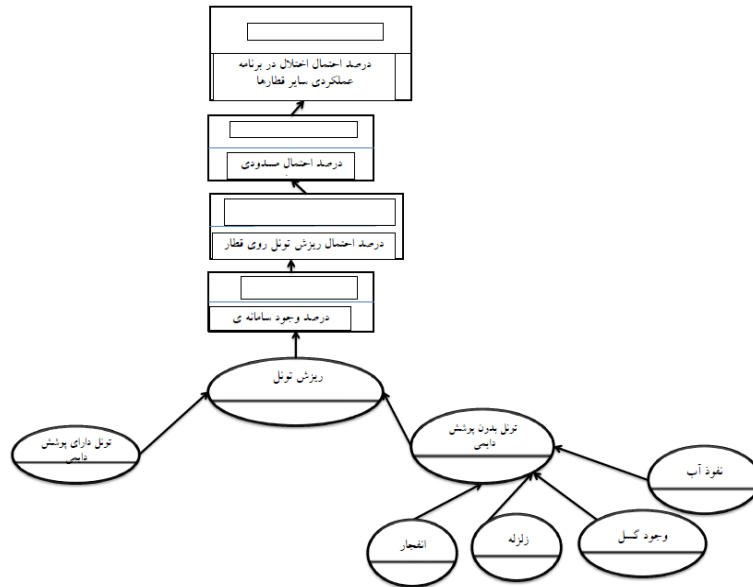 درصد احتمال اختلال در برنامه
عملکردی سایر قطارها
درصد احتمال مسدودی
درصد احتمال ریزش تونل روی قطار
درصد وجود سامانه ی
ریزش تونل
تونل بدون پوشش
دایمی
تونل دارای پوشش
دایمی
نفوذ آب
وجود گسل
زلزله
انفجار